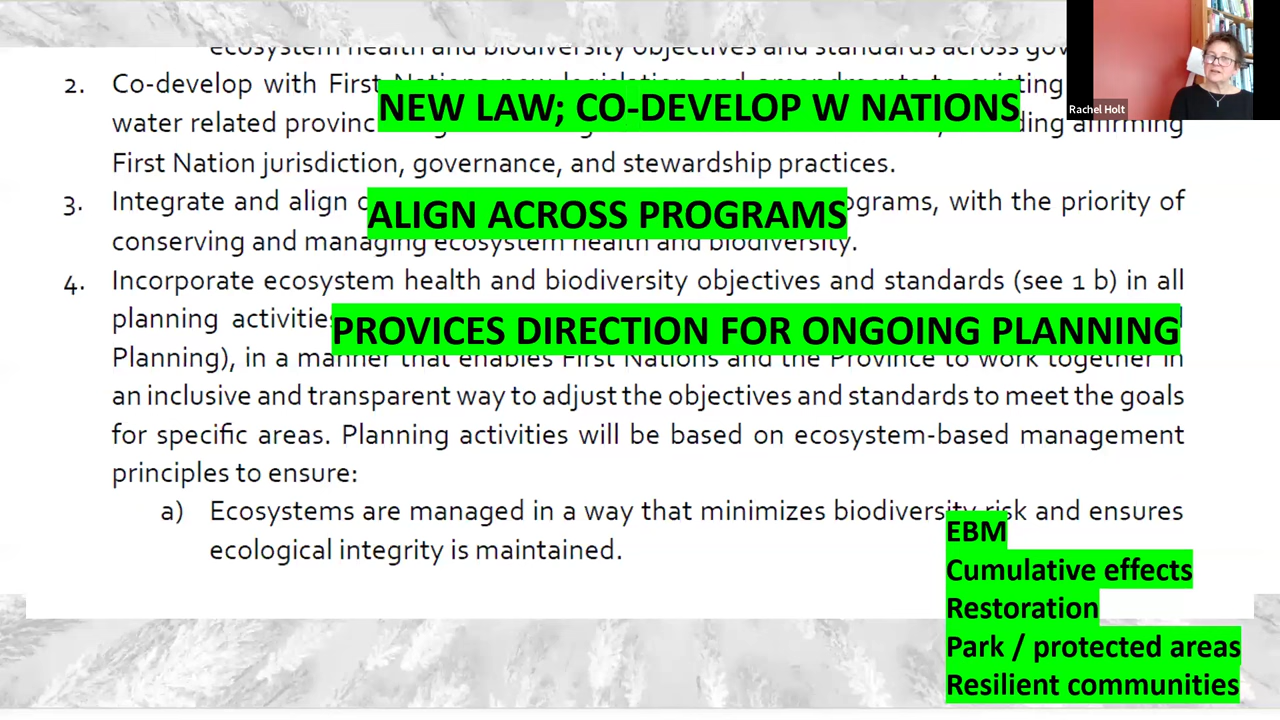 ecosystem health and biodiversity objectives and standards across gov
Rachel Holt
2. Co-develop with First Nations new legislation and amendments to existing
NEW LAW; CO-DEVELOP W NATIONS
water related provinc ding affirming
First Nation jurisdiction, governance, and stewardship practices.
3. Integrate and align ograms, with the priority of
ALIGN ACROSS PROGRAMS
conserving and managing ecosystem health and biodiversity.
4. Incorporate ecosystem health and biodiversity objectives and standards (see 1 b) in all
planning activities
PROVICES DIRECTION FOR ONGOING PLANNING
Planning), in a manner that enables First Nations and the Province to work together in
an inclusive and transparent way to adjust the objectives and standards to meet the goals
for specific areas. Planning activities will be based on ecosystem-based management
principles to ensure:
a) Ecosystems are managed in a way that minimizes biodiversity risk and ensures
ecological integrity is maintained.
EBM
Cumulative effects
Restoration
Park / protected areas
Resilient communities